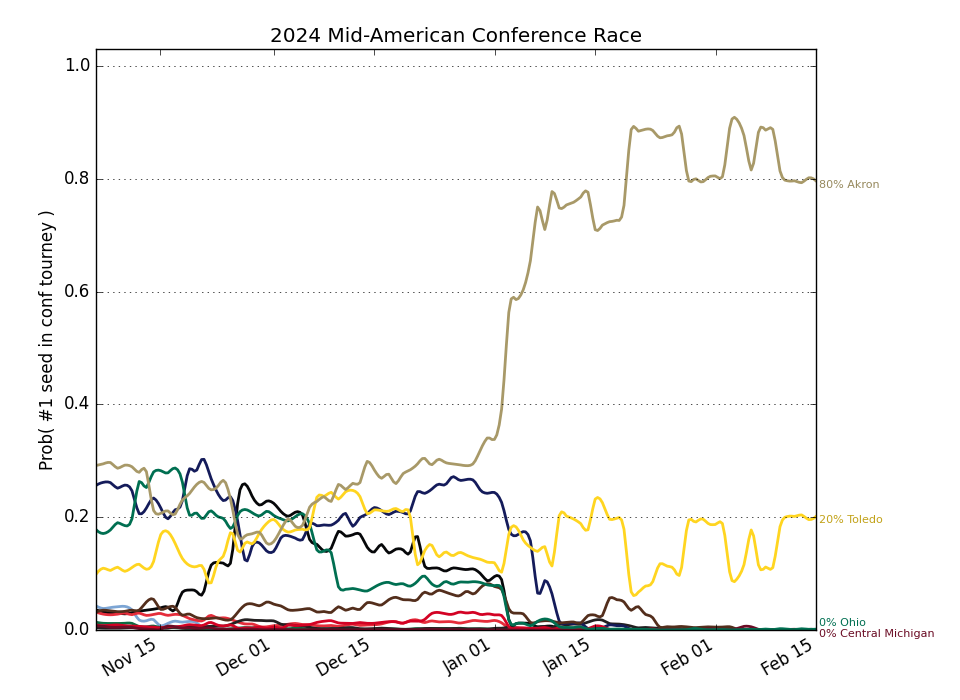 2024 Mid-American Conference Race
Prob( #1 seed in conf tourney )
1.0
0.8
0.6
0.4
0.2
0.0
80% Akron
20% Toledo
0% Ohio
0% Central Michigan
Nov 15
Dec 01
Dec 15
Jan 01
Jan 15
Feb 01
Feb 15